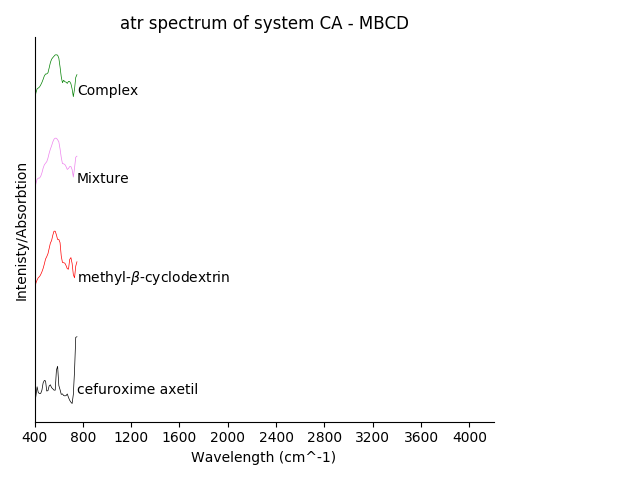 atr spectrum of system CA - MBCD
Complex
Mixture
methyl-β-cyclodextrin
cefuroxime axetil
Intenisty/Absorbtion
400 800 1200 1600 2000 2400 2800 3200 3600 4000
Wavelength (cm^-1)